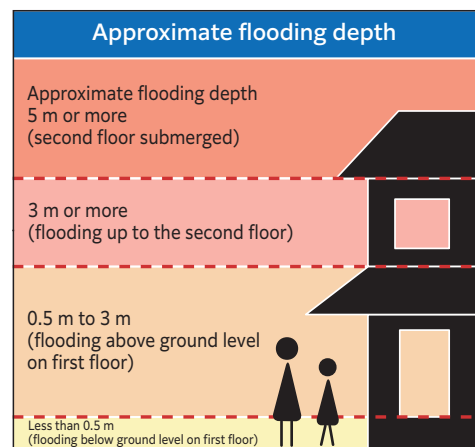 Approximate flooding depth
Approximate flooding depth
5 m or more
(second floor submerged)
3 m or more
(flooding up to the second floor)
0.5 m to 3 m
(flooding above ground level
on first floor)
Less than 0.5 m
(flooding below ground level on first floor)